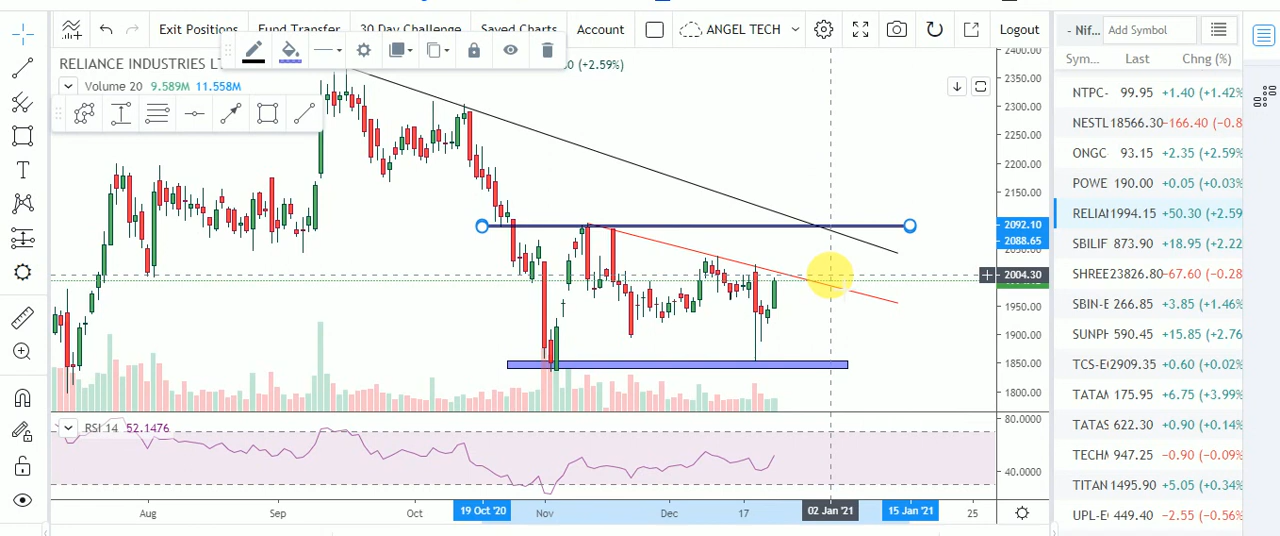 Exit Positions Fund Transfer 30 Day Challenge Saved Charts Account ANGEL TECH Logout
RELIANCE INDUSTRIES LT (+2.59%)
Volume 20 9.589M 11.558M
2400.00
2350.00
2300.00
2250.00
2200.00
2150.00
2092.10
2088.65
2004.30
1950.00
1900.00
1850.00
1800.00
RSI 14 52.1476
80.0000
40.0000
Aug Sep Oct 19 Oct '20 Nov Dec 17 02 Jan '21 15 Jan '21 25
- Nif... Add Symbol
Sym... Last Chng (%)
NTPC- 99.95 +1.40 (+1.42%
NESTL 18566.30 -166.40 (-0.8
ONGC 93.15 +2.35 (+2.59%
POWE 190.00 +0.05 (+0.03%
RELIAI 1994.15 +50.30 (+2.59
SBILIF 873.90 +18.95 (+2.22
SHREE 23826.80 -67.60 (-0.28
SBIN-E 266.85 +3.85 (+1.46%
SUNPI 590.45 +15.85 (+2.76
TCS-E 2909.35 +0.60 (+0.02%
TATAI 175.95 +6.75 (+3.99%
TATAS 622.30 +0.90 (+0.14%
TECH 947.25 -0.90 (-0.09%
TITAN 1495.90 +5.05 (+0.34%
UPL-E 449.40 -2.55 (-0.56%